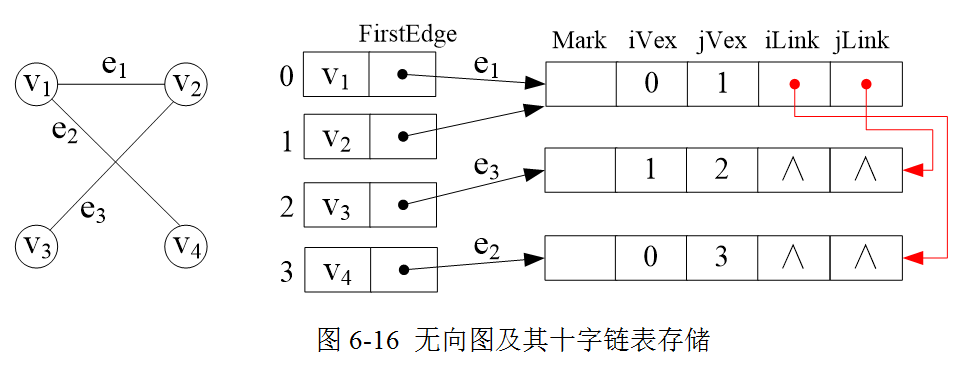 FirstEdge
Mark iVex jVex iLink jLink
v1 e1 v2
e2
e3
v3 v4
0 v1 e1 0 1
1 v2
2 v3 e3 1 2 ∧ ∧
3 v4 e2 0 3 ∧ ∧
图 6-16 无向图及其十字链表存储